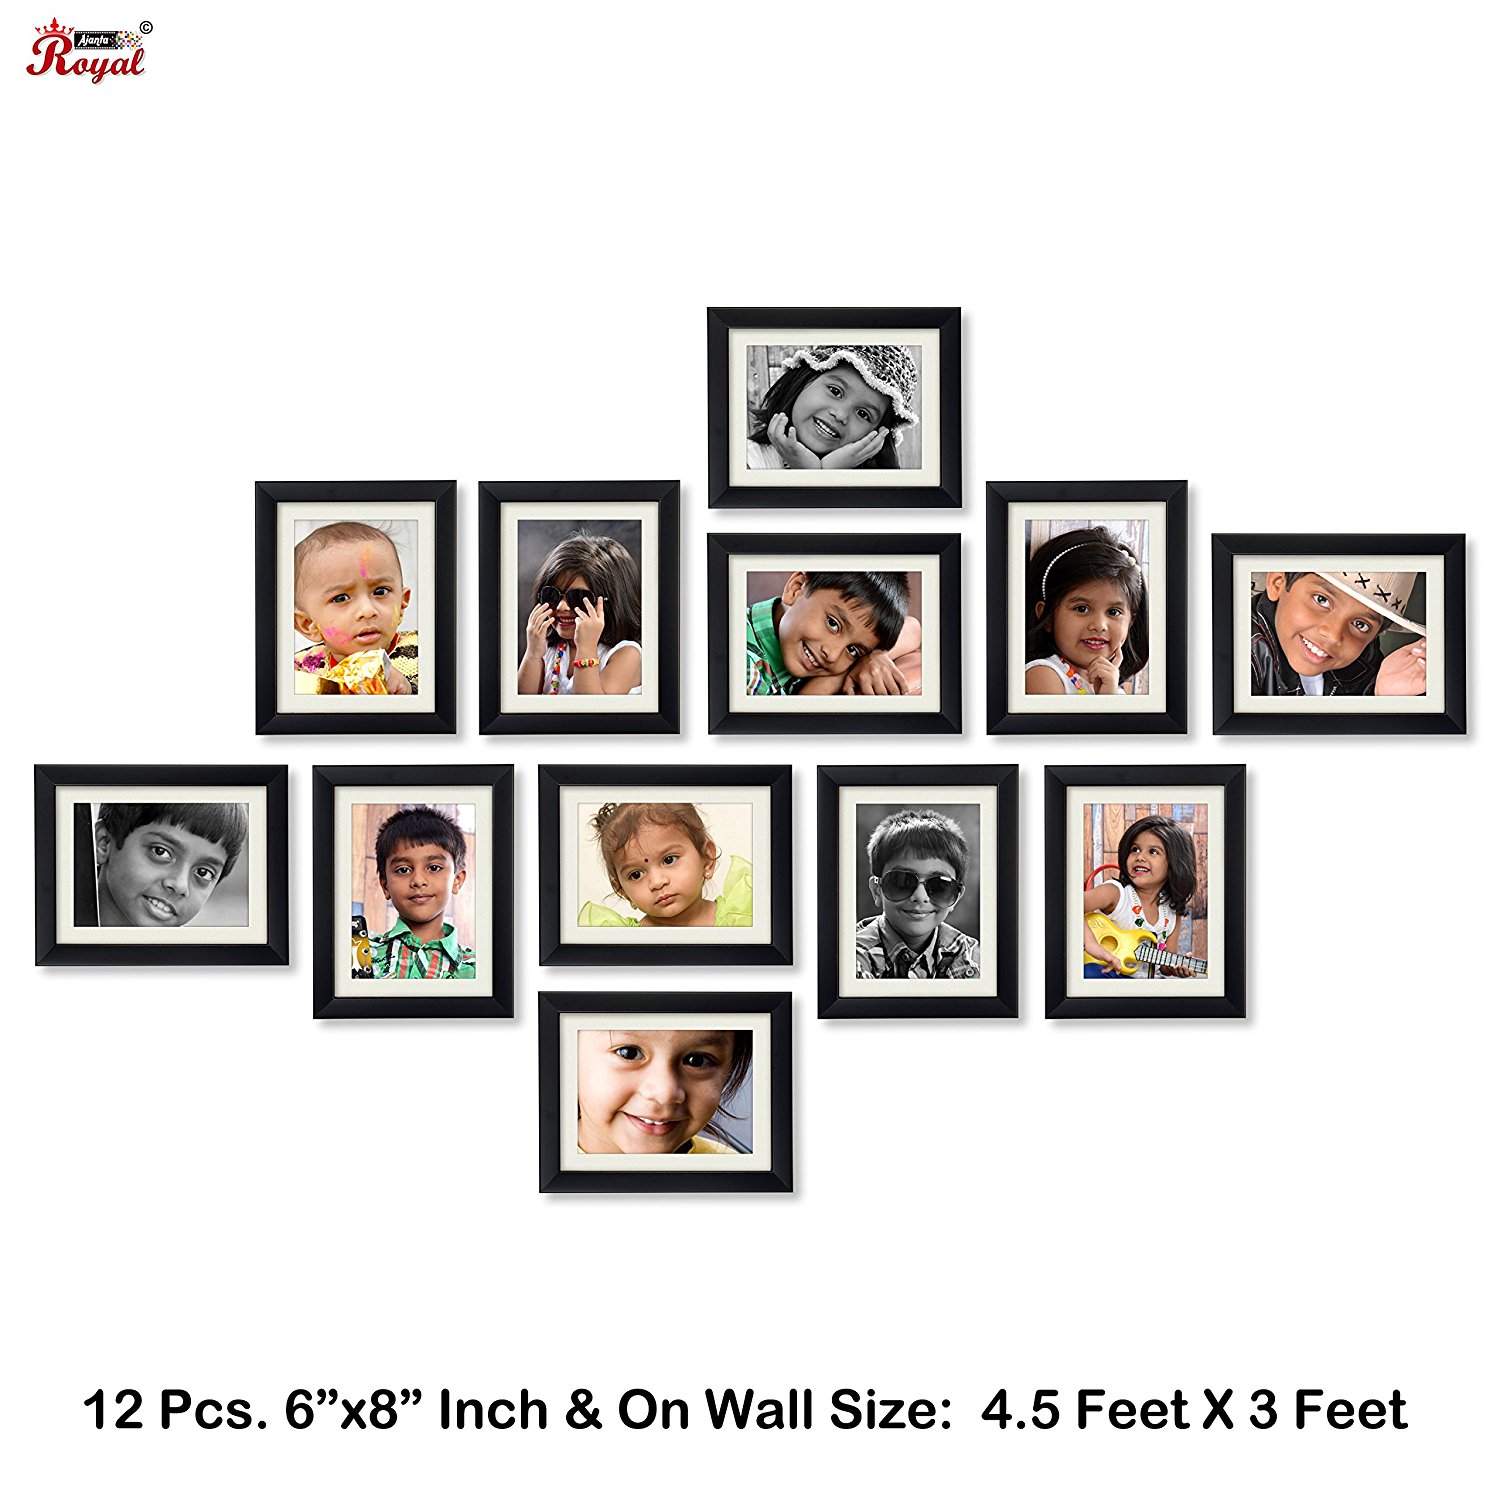 Ajanta ©
Royal
12 Pcs. 6”x8” Inch & On Wall Size:  4.5 Feet X 3 Feet